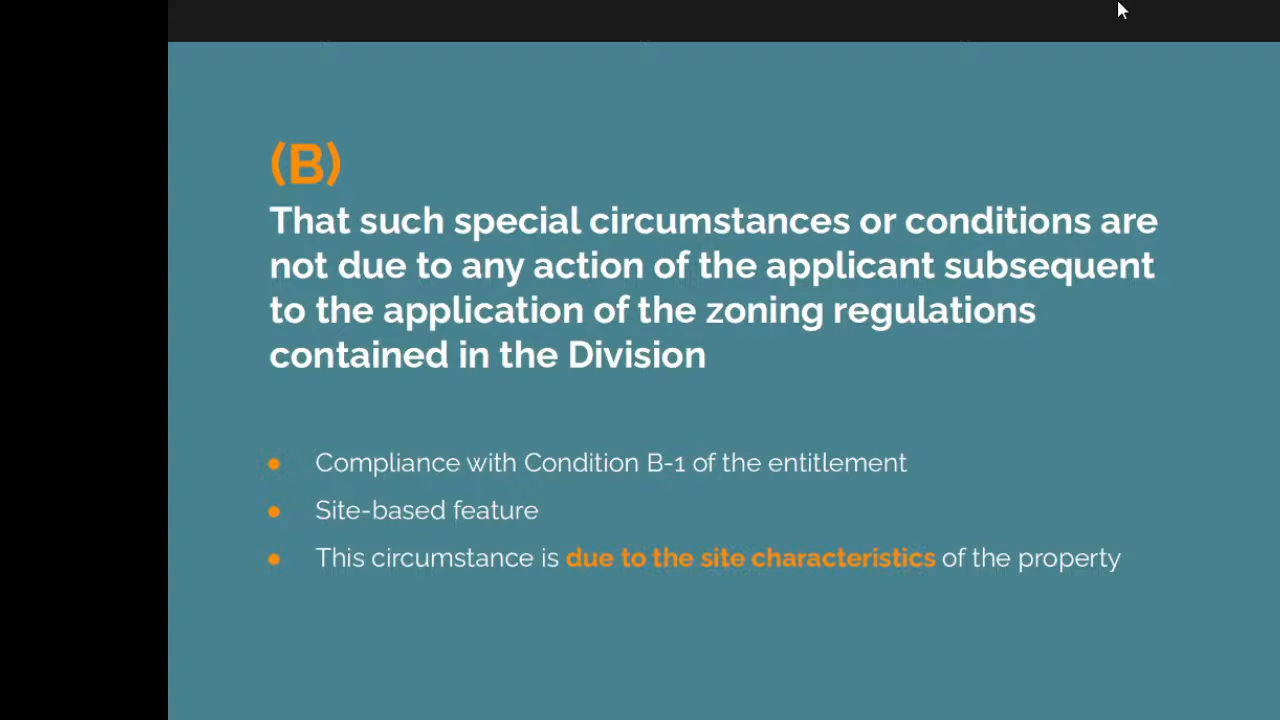 (B)
That such special circumstances or conditions are
not due to any action of the applicant subsequent
to the application of the zoning regulations
contained in the Division
● Compliance with Condition B-1 of the entitlement
● Site-based feature
● This circumstance is due to the site characteristics of the property